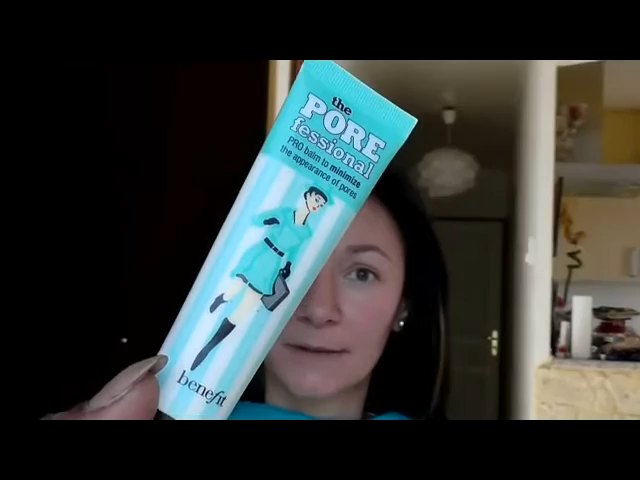 the
PORE
fessional
PRO balm to minimize
the appearance of pores
benefit